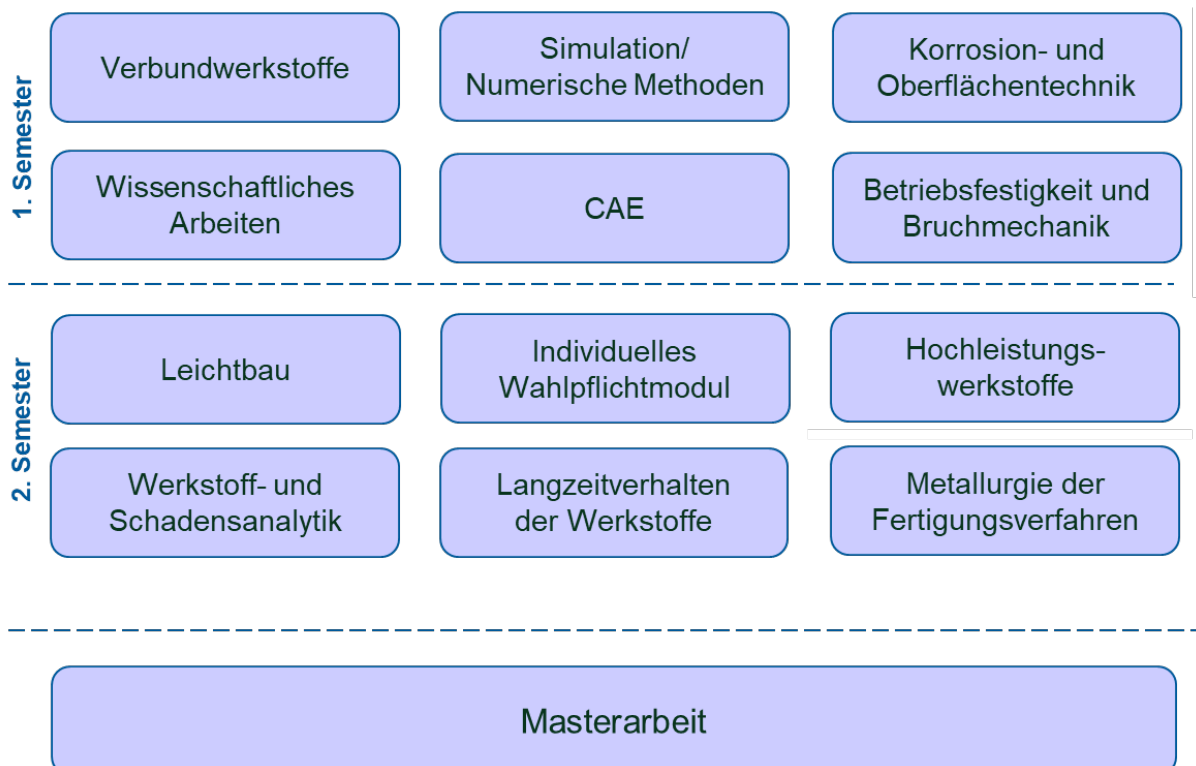 1. Semester
Verbundwerkstoffe
Simulation/
Numerische Methoden
Korrosion- und
Oberflächentechnik
Wissenschaftliches
Arbeiten
CAE
Betriebsfestigkeit und
Bruchmechanik
2. Semester
Leichtbau
Individuelles
Wahlpflichtmodul
Hochleistungs-
werkstoffe
Werkstoff- und
Schadensanalytik
Langzeitverhalten
der Werkstoffe
Metallurgie der
Fertigungsverfahren
Masterarbeit